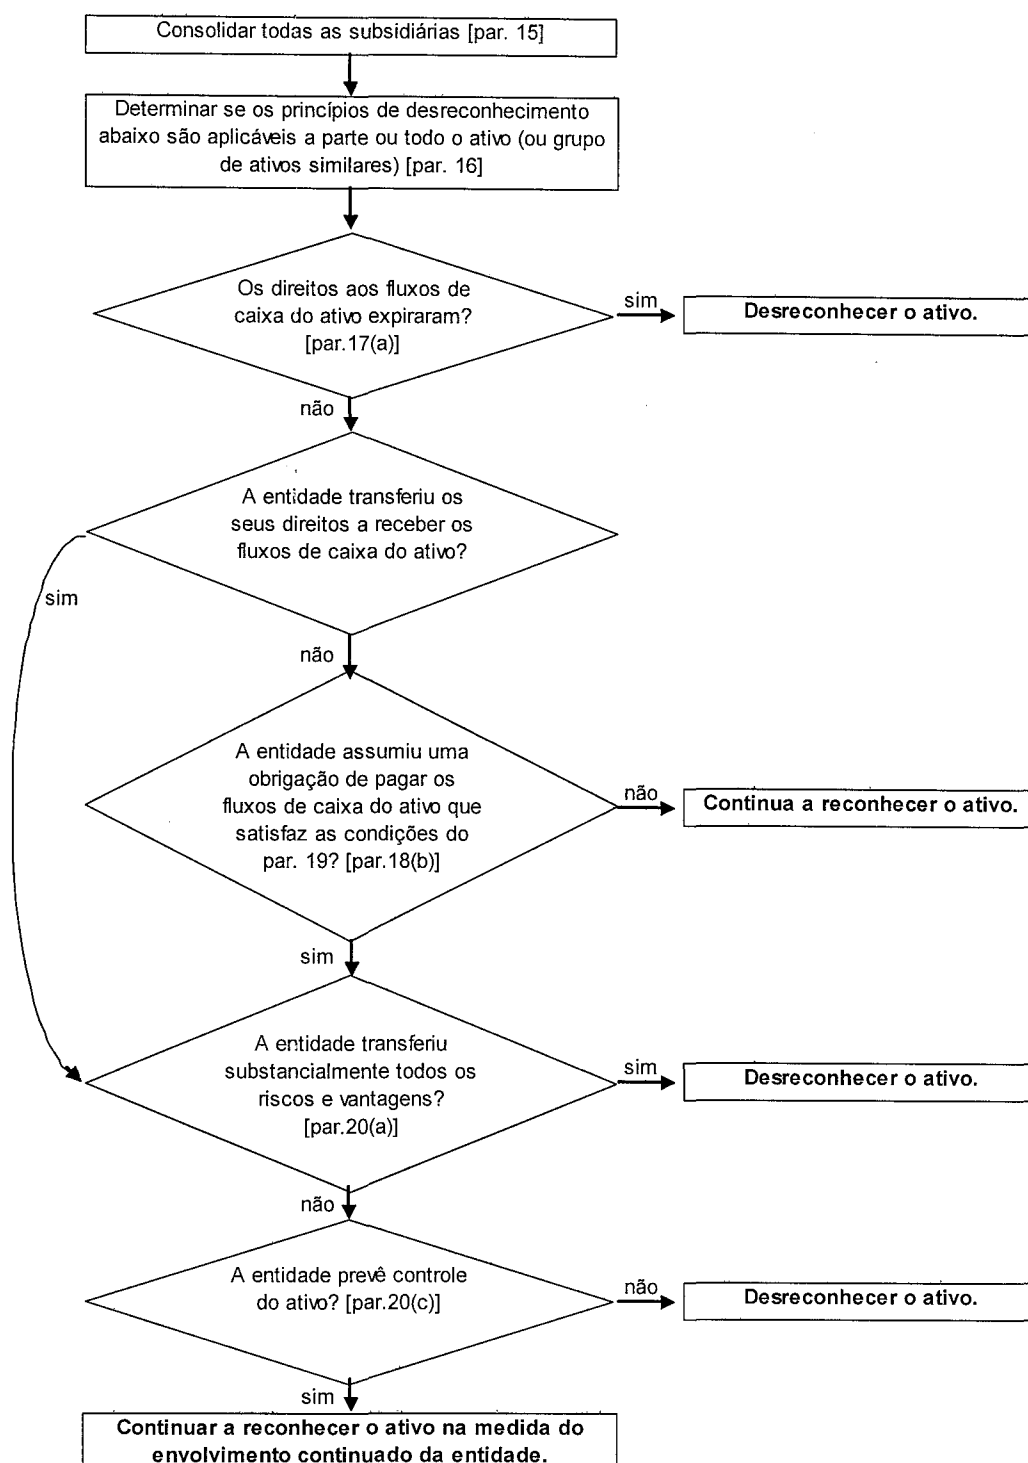 Consolidar todas as subsidiárias [par. 15]
Determinar se os princípios de desreconhecimento
abaixo são aplicáveis a parte ou todo o ativo (ou grupo
de ativos similares) [par. 16]
Os direitos aos fluxos de
caixa do ativo expiraram?
[par.17(a)]
sim
Desreconhecer o ativo.
não
A entidade transferiu os
seus direitos a receber os
fluxos de caixa do ativo?
sim
não
A entidade assumiu uma
obrigação de pagar os
fluxos de caixa do ativo que
satisfaz as condições do
par. 19? [par.18(b)]
não
Continua a reconhecer o ativo.
sim
A entidade transferiu
substancialmente todos os
riscos e vantagens?
[par.20(a)]
sim
Desreconhecer o ativo.
não
A entidade prevê controle
do ativo? [par.20(c)]
não
Desreconhecer o ativo.
sim
Continuar a reconhecer o ativo na medida do
envolvimento continuado da entidade.